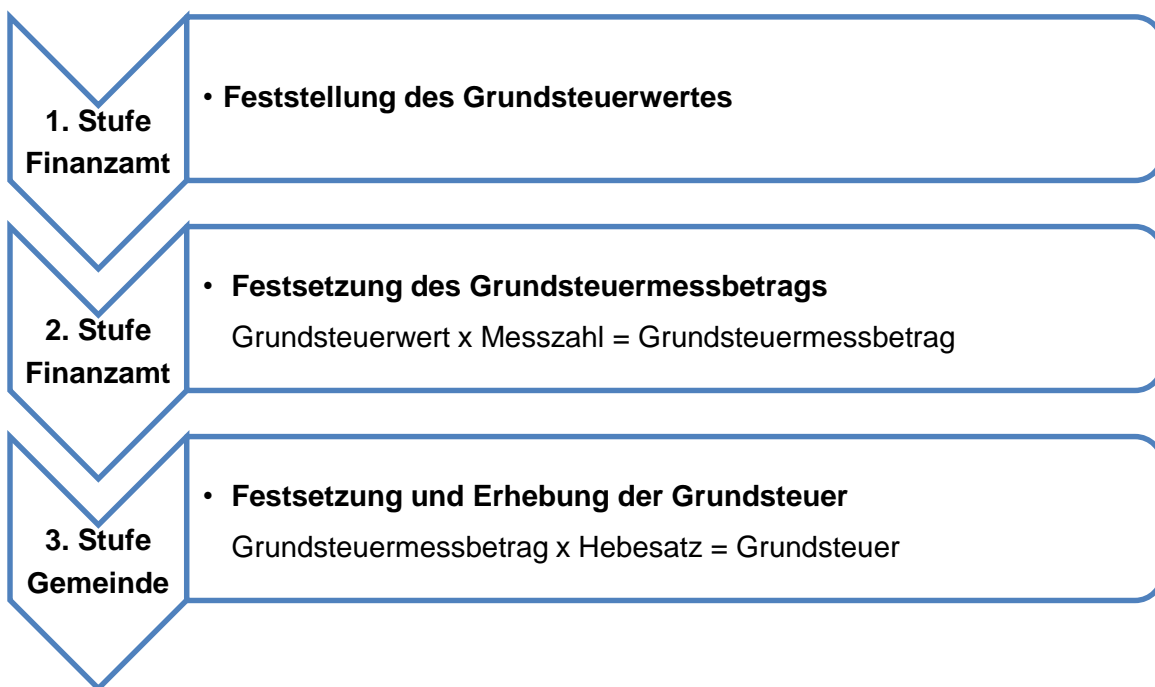 1. Stufe
Finanzamt
• Feststellung des Grundsteuerwertes
2. Stufe
Finanzamt
• Festsetzung des Grundsteuermessbetrags
Grundsteuerwert x Messzahl = Grundsteuermessbetrag
3. Stufe
Gemeinde
• Festsetzung und Erhebung der Grundsteuer
Grundsteuermessbetrag x Hebesatz = Grundsteuer